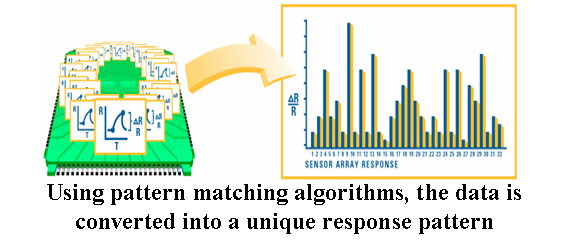 R
ΔR
R
T
ΔR
R
1 2 3 4 5 6 7 8 9 10 11 12 13 14 15 16 17 18 19 20 21 22 23 24 25 26 27 28 29 30 31 32
SENSOR ARRAY RESPONSE
Using pattern matching algorithms, the data is
converted into a unique response pattern